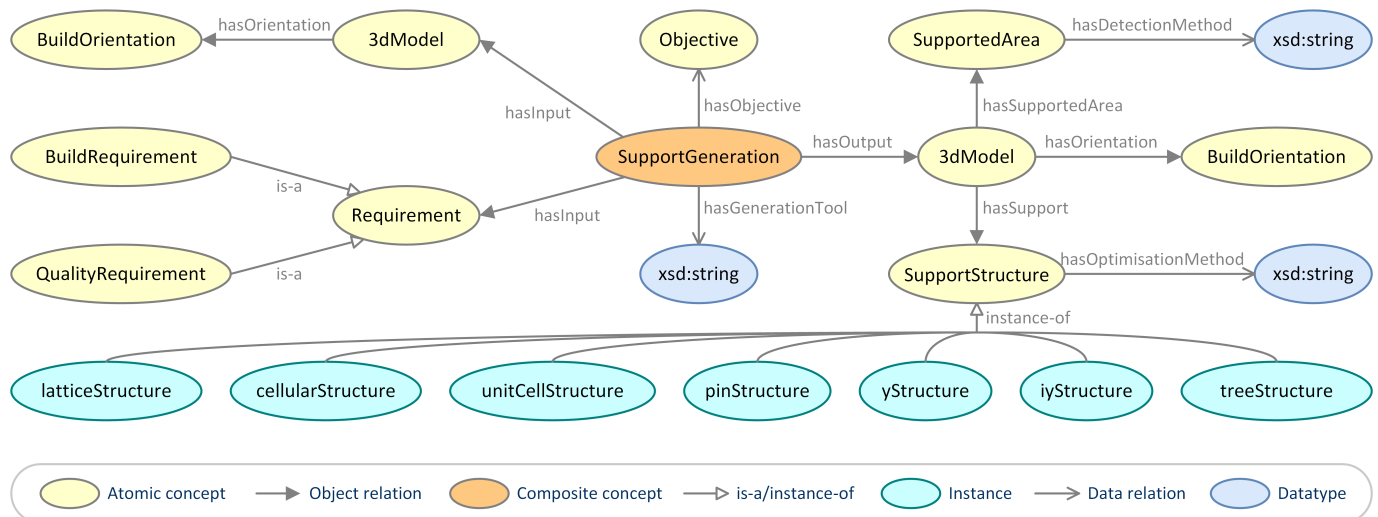 BuildOrientation
hasOrientation
3dModel
Objective
SupportedArea
hasDetectionMethod
xsd:string
hasInput
hasObjective
hasSupportedArea
BuildRequirement
SupportGeneration
hasOutput
3dModel
hasOrientation
BuildOrientation
is-a
Requirement
hasInput
hasGenerationTool
hasSupport
QualityRequirement
is-a
xsd:string
SupportStructure
hasOptimisationMethod
xsd:string
instance-of
latticeStructure
cellularStructure
unitCellStructure
pinStructure
yStructure
iyStructure
treeStructure
Atomic concept
Object relation
Composite concept
is-a/instance-of
Instance
Data relation
Datatype